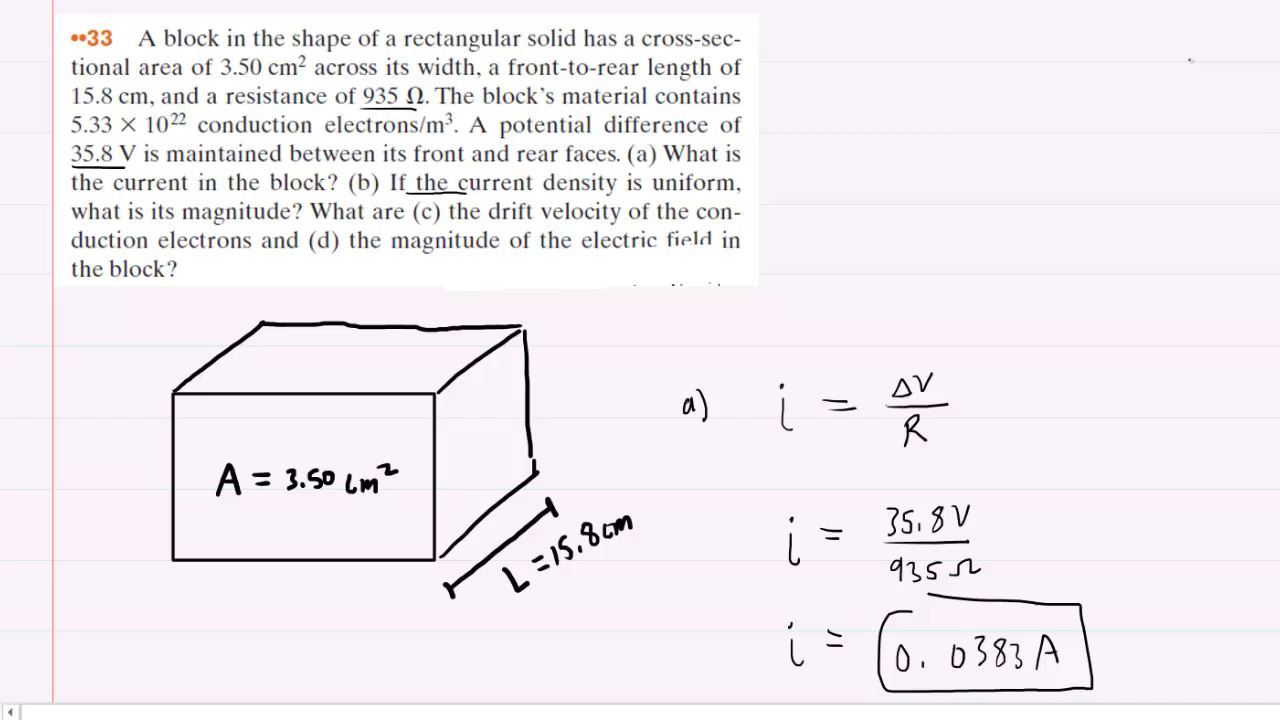 ••33 A block in the shape of a rectangular solid has a cross-sec-
tional area of 3.50 cm² across its width, a front-to-rear length of
15.8 cm, and a resistance of 935 Ω. The block's material contains
5.33 × 10²² conduction electrons/m³. A potential difference of
35.8 V is maintained between its front and rear faces. (a) What is
the current in the block? (b) If the current density is uniform,
what is its magnitude? What are (c) the drift velocity of the con-
duction electrons and (d) the magnitude of the electric field in
the block?
A = 3.50 cm²
L = 15.8 cm
a) i = ΔV / R
i = 35.8 V / 935 Ω
i = 0.0383 A